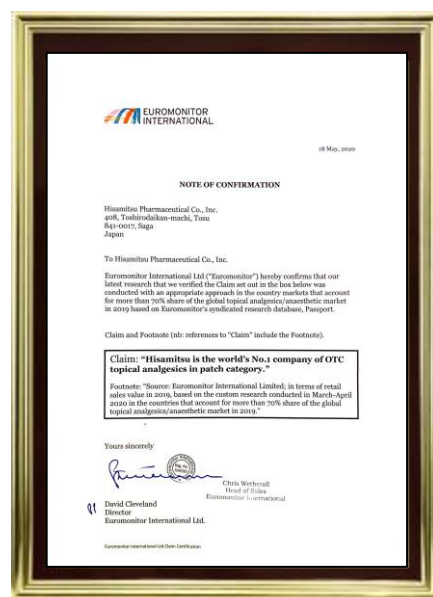 EUROMONITOR
INTERNATIONAL
18 May, 2020
NOTE OF CONFIRMATION
Hisamitsu Pharmaceutical Co., Inc.
408, Toshirodaikan-machi, Tosu
841-0017, Saga
Japan
To Hisamitsu Pharmaceutical Co., Inc.
Euromonitor International Ltd ("Euromonitor") hereby confirms that our
latest research that we verified the Claim set out in the box below was
conducted with an appropriate approach in the country markets that account
for more than 70% share of the global topical analgesics/anaesthetic market
in 2019 based on Euromonitor's syndicated research database, Passport.
Claim and Footnote (nb: references to "Claim" include the Footnote).
Claim: "Hisamitsu is the world's No.1 company of OTC
topical analgesics in patch category."
Footnote: "Source: Euromonitor International Limited; in terms of retail
sales value in 2019, based on the custom research conducted in March-April
2020 in the countries that account for more than 70% share of the global
topical analgesics/anaesthetic market in 2019."
Yours sincerely
Chris Wetherall
Head of Sales
Euromonitor International
David Cleveland
Director
Euromonitor International Ltd.
Euromonitor International Ltd Claim Certification